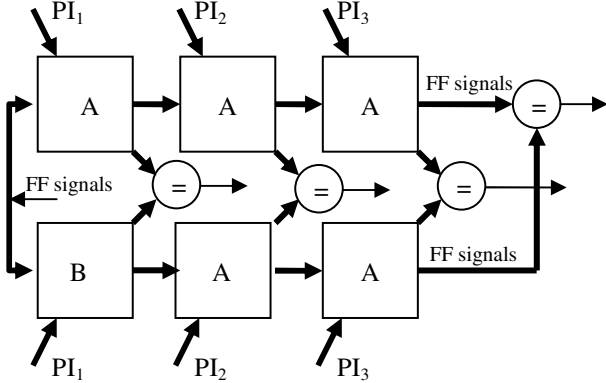 PI1 PI2 PI3
A A A FF signals =
= = =
FF signals
B A A FF signals
PI1 PI2 PI3